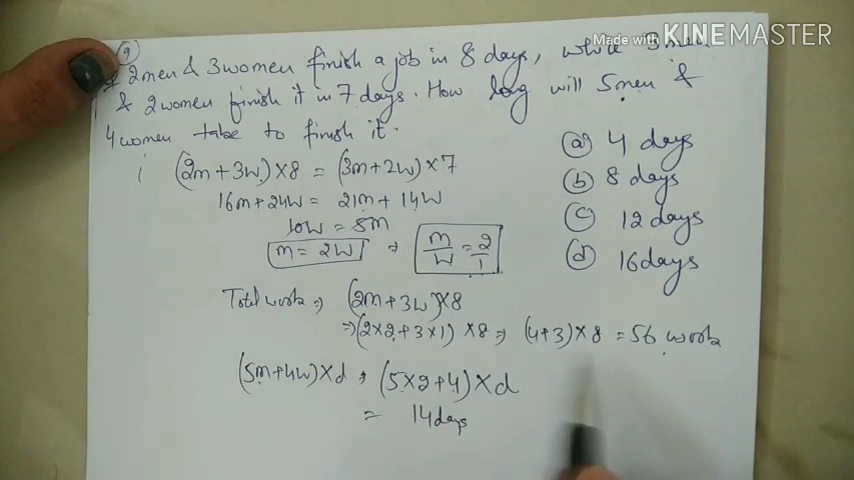 Made with KINEMASTER
9
2men & 3women finish a job in 8 days, while 3men
& 2women finish it in 7 days. How long will 5men &
4women take to finish it.
(2m+3w)×8 = (3m+2w)×7
16m+24w = 21m+14w
10w = 5m
m = 2w ⇒ m/w = 2/1
Total work ⇒ (2m+3w)×8
⇒(2×2+3×1)×8 ⇒ (4+3)×8 = 56 work
(5m+4w)×d ⇒ (5×2+4)×d
= 14days
(a) 4 days
(b) 8 days
(c) 12 days
(d) 16days